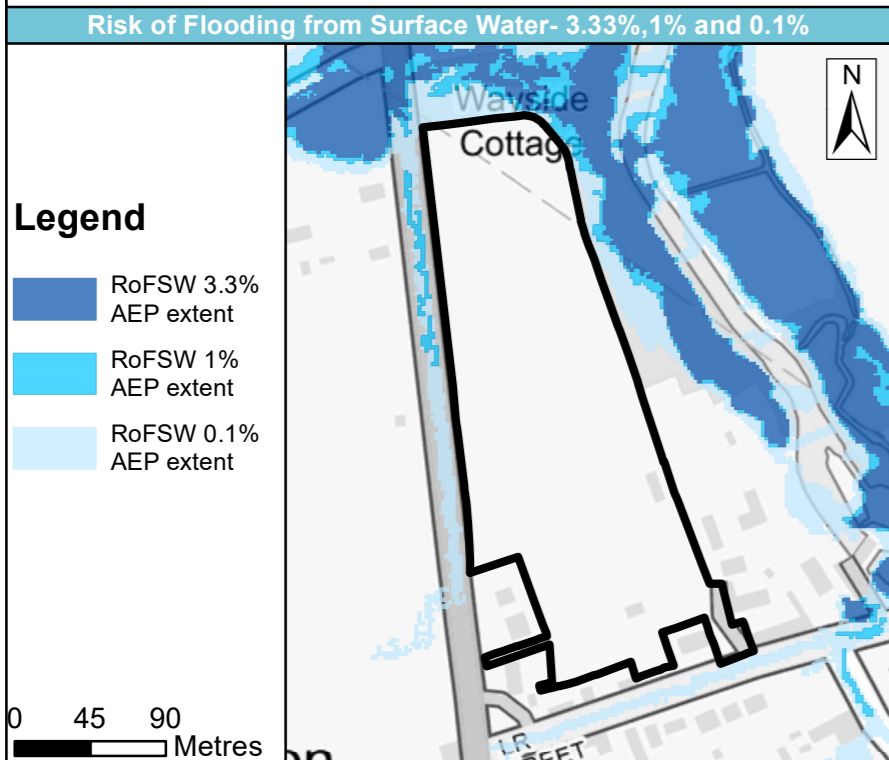 Risk of Flooding from Surface Water- 3.33%,1% and 0.1%
N
Wayside
Cottage
Legend
RoFSW 3.3%
AEP extent
RoFSW 1%
AEP extent
RoFSW 0.1%
AEP extent
0 45 90
Metres
LR